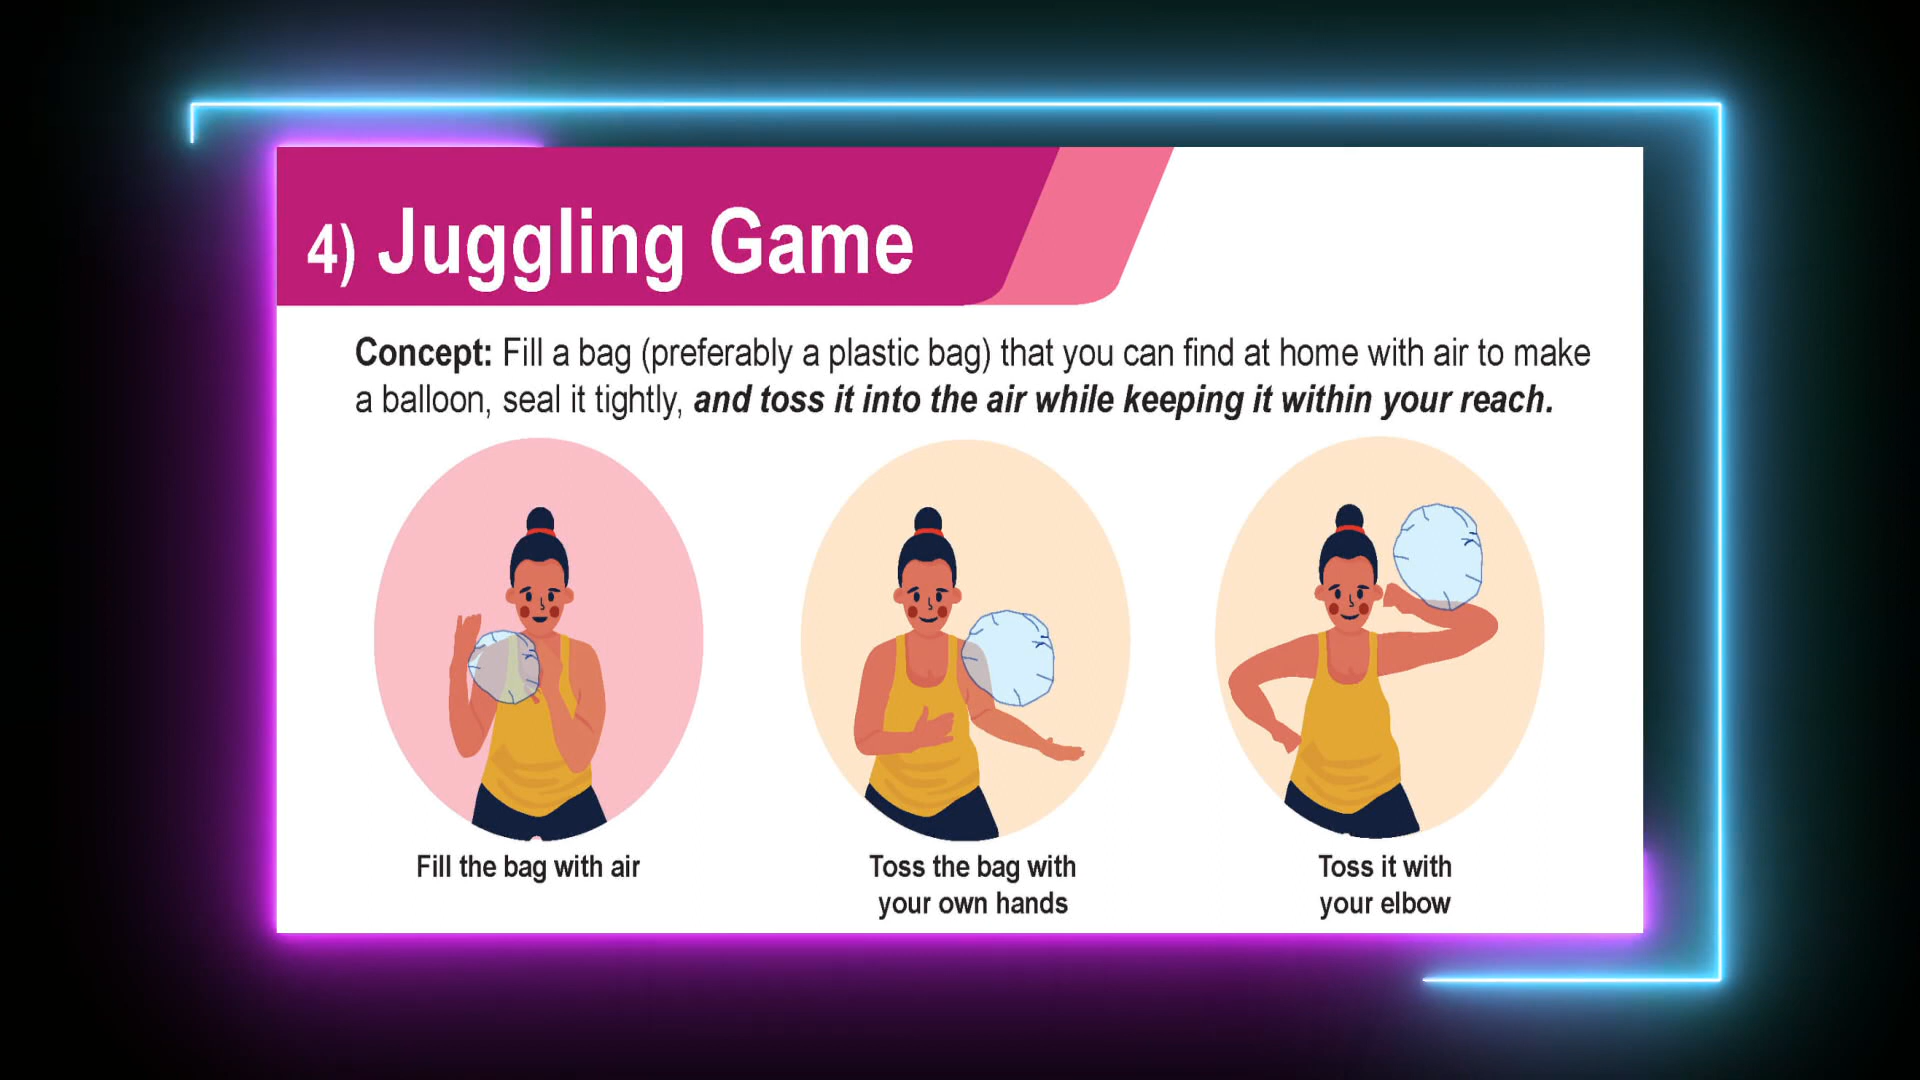 4) Juggling Game
Concept: Fill a bag (preferably a plastic bag) that you can find at home with air to make
a balloon, seal it tightly, and toss it into the air while keeping it within your reach.
Fill the bag with air
Toss the bag with
your own hands
Toss it with
your elbow